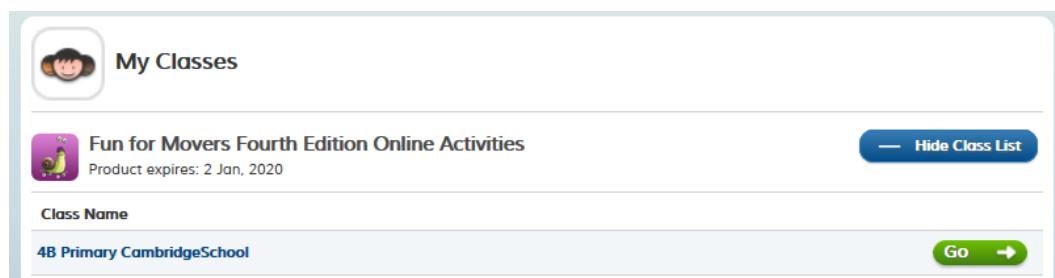 My Classes
Fun for Movers Fourth Edition Online Activities
Product expires: 2 Jan, 2020
Hide Class List
Class Name
4B Primary CambridgeSchool
Go